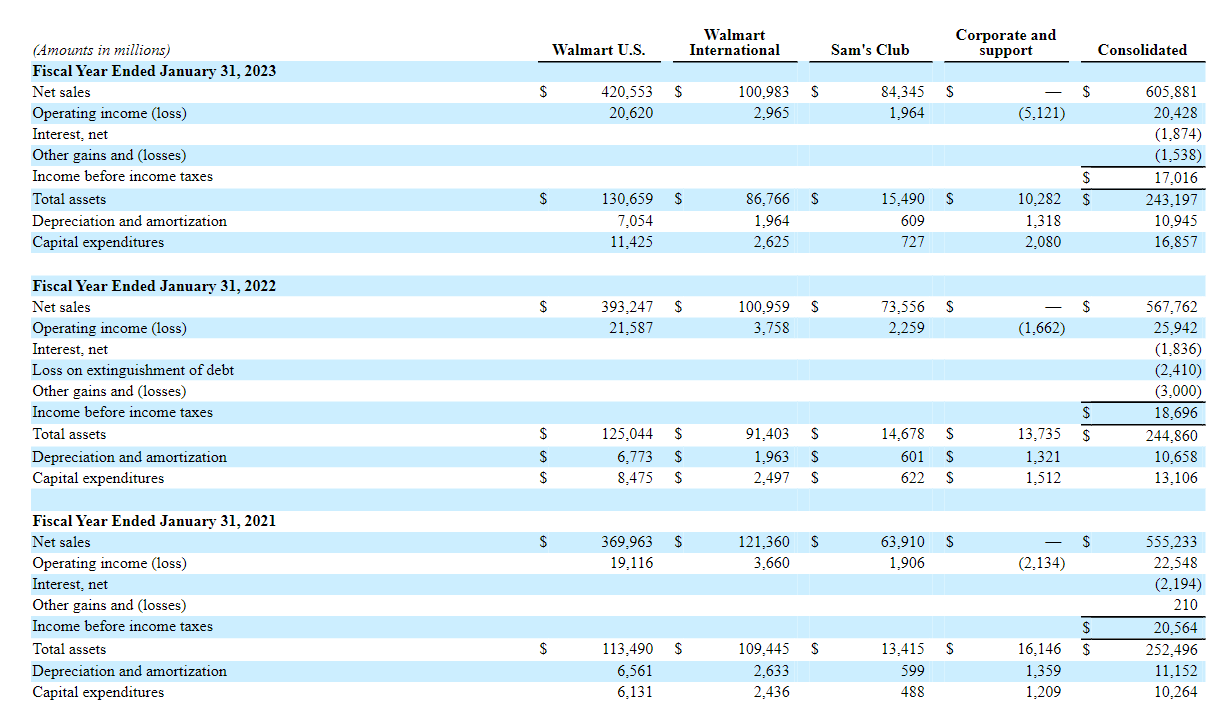 Walmart Corporate and
(Amounts in millions) Walmart U.S. International Sam's Club support Consolidated
Fiscal Year Ended January 31, 2023
Net sales $ 420,553 $ 100,983 $ 84,345 $ — $ 605,881
Operating income (loss) 20,620 2,965 1,964 (5,121) 20,428
Interest, net (1,874)
Other gains and (losses) (1,538)
Income before income taxes $ 17,016
Total assets $ 130,659 $ 86,766 $ 15,490 $ 10,282 $ 243,197
Depreciation and amortization 7,054 1,964 609 1,318 10,945
Capital expenditures 11,425 2,625 727 2,080 16,857
Fiscal Year Ended January 31, 2022
Net sales $ 393,247 $ 100,959 $ 73,556 $ — $ 567,762
Operating income (loss) 21,587 3,758 2,259 (1,662) 25,942
Interest, net (1,836)
Loss on extinguishment of debt (2,410)
Other gains and (losses) (3,000)
Income before income taxes $ 18,696
Total assets $ 125,044 $ 91,403 $ 14,678 $ 13,735 $ 244,860
Depreciation and amortization $ 6,773 $ 1,963 $ 601 $ 1,321 10,658
Capital expenditures $ 8,475 $ 2,497 $ 622 $ 1,512 13,106
Fiscal Year Ended January 31, 2021
Net sales $ 369,963 $ 121,360 $ 63,910 $ — $ 555,233
Operating income (loss) 19,116 3,660 1,906 (2,134) 22,548
Interest, net (2,194)
Other gains and (losses) 210
Income before income taxes $ 20,564
Total assets $ 113,490 $ 109,445 $ 13,415 $ 16,146 $ 252,496
Depreciation and amortization 6,561 2,633 599 1,359 11,152
Capital expenditures 6,131 2,436 488 1,209 10,264